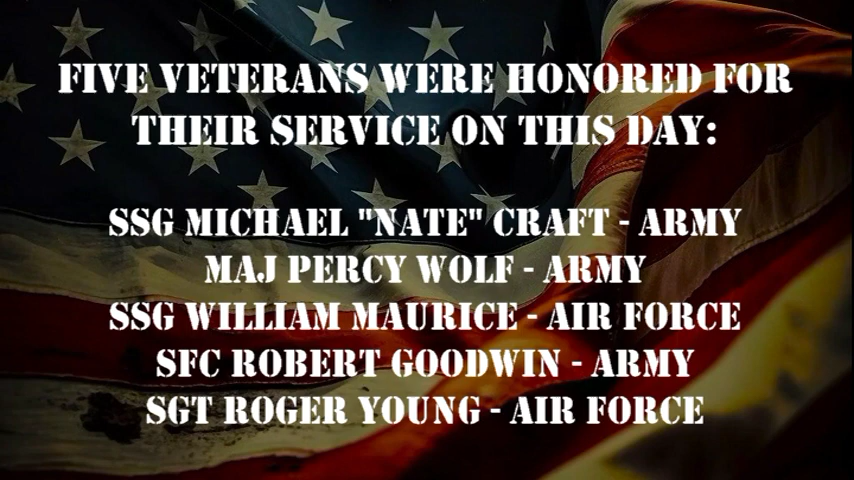 FIVE VETERANS WERE HONORED FOR
THEIR SERVICE ON THIS DAY:
SSG MICHAEL "NATE" CRAFT - ARMY
MAJ PERCY WOLF - ARMY
SSG WILLIAM MAURICE - AIR FORCE
SFC ROBERT GOODWIN - ARMY
SGT ROGER YOUNG - AIR FORCE